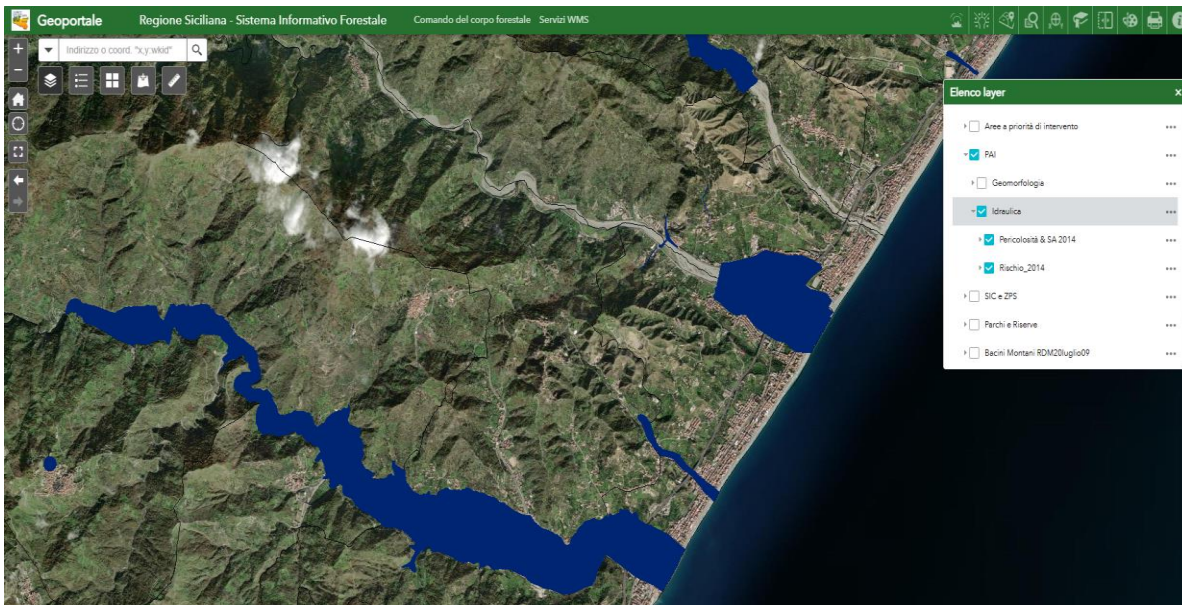 Geoportale Regione Siciliana - Sistema Informativo Forestale Comando del corpo forestale Servizi WMS
Indirizzo o coord. "x,y:wkid"
Elenco layer
Aree a priorità di intervento
PAI
Geomorfologia
Idraulica
Pericolosità & SA 2014
Rischio_2014
SIC e ZPS
Parchi e Riserve
Bacini Montani RDM20luglio09